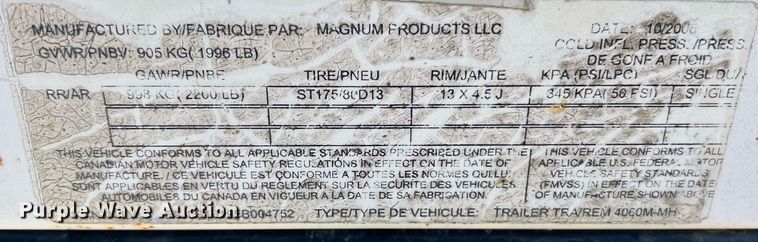 MANUFACTURED BY/FABRIQUE PAR: MAGNUM PRODUCTS LLC DATE: 10/2006
GVWR/PNBV: 905 KG( 1996 LB) COLD INFL. PRESS. /PRESS.
DE GONF A FROID
GAWR/PNBE TIRE/PNEU RIM/JANTE KPA (PSI/LPC) SGL DU/
RR/AR 998 KG( 2200 LB) ST175/80D13 13 X 4.5 J 345 KPA( 50 PSI) SINGLE
THIS VEHICLE CONFORMS TO ALL APPLICABLE STANDARDS PRESCRIBED UNDER THE
CANADIAN MOTOR VEHICLE SAFETY REGULATIONS IN EFFECT ON THE DATE OF
MANUFACTURE. / CE VEHICULE EST CONFORME A TOUTES LES NORMES QUI LUI
SONT APPLICABLES EN VERTU DU REGLEMENT SUR LA SECURITE DES VEHICULES
AUTOMOBILES DU CANADA EN VIGUEUR A LA DATE DE SA FABRICATION.
THIS VEHICLE CONFORMS TO ALL
APPLICABLE U.S. FEDERAL MOTOR
VEHICLE SAFETY STANDARDS
(FMVSS) IN EFFECT ON THE DATE
OF MANUFACTURE SHOWN ABOVE
B004752 TYPE/TYPE DE VEHICULE: TRAILER TRA/REM 4060M-MH
Purple Wave Auction